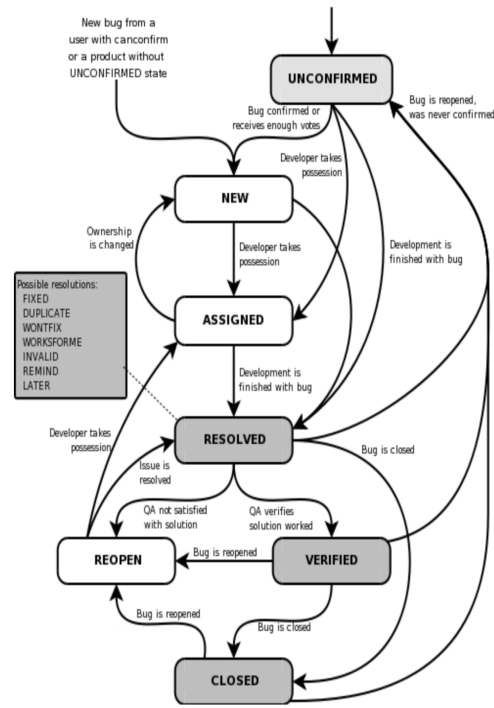 New bug from a
user with canconfirm
or a product without
UNCONFIRMED state
UNCONFIRMED
Bug is reopened,
was never confirmed
Bug confirmed or
receives enough votes
Developer takes
possession
NEW
Ownership
is changed
Developer takes
possession
Development is
finished with bug
Possible resolutions:
FIXED
DUPLICATE
WONTFIX
WORKSFORME
INVALID
REMIND
LATER
ASSIGNED
Development is
finished with bug
Developer takes
possession
RESOLVED
Issue is
resolved
Bug is closed
QA not satisfied
with solution
QA verifies
solution worked
REOPEN
Bug is reopened
VERIFIED
Bug is reopened
Bug is closed
CLOSED